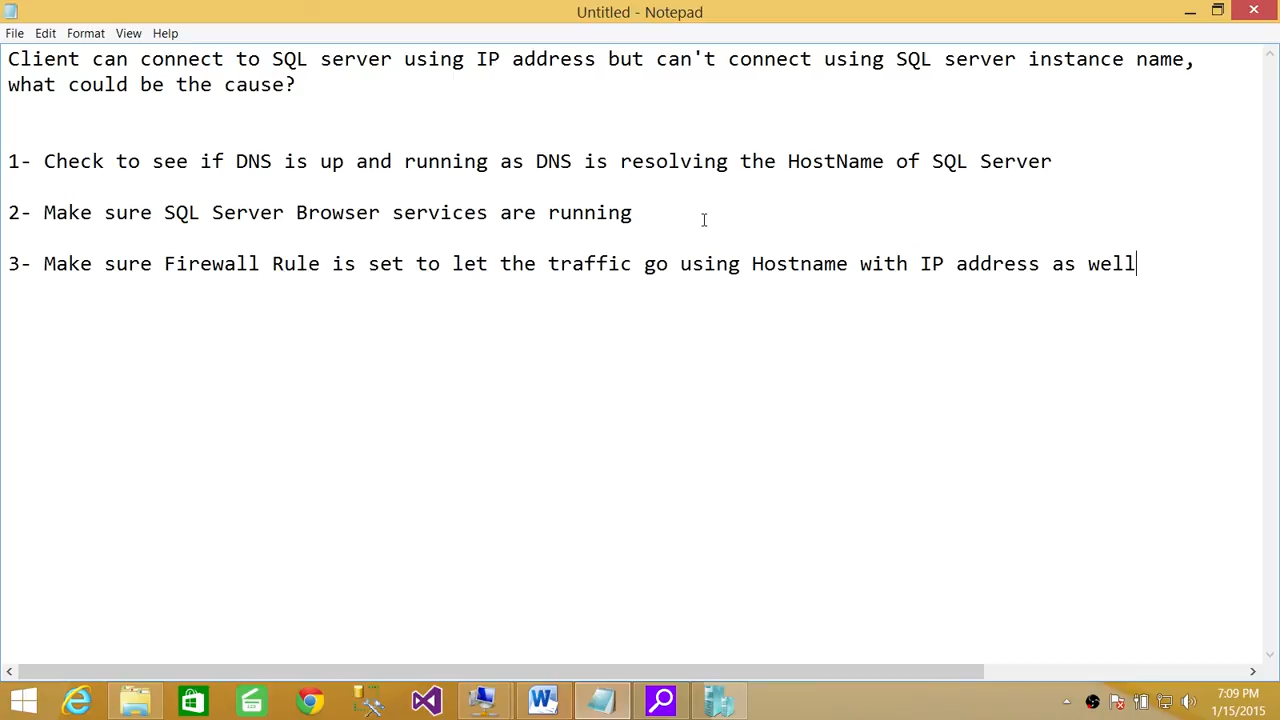 Untitled - Notepad
File Edit Format View Help
Client can connect to SQL server using IP address but can't connect using SQL server instance name,
what could be the cause?
1- Check to see if DNS is up and running as DNS is resolving the HostName of SQL Server
2- Make sure SQL Server Browser services are running
3- Make sure Firewall Rule is set to let the traffic go using Hostname with IP address as well
7:09 PM
1/15/2015